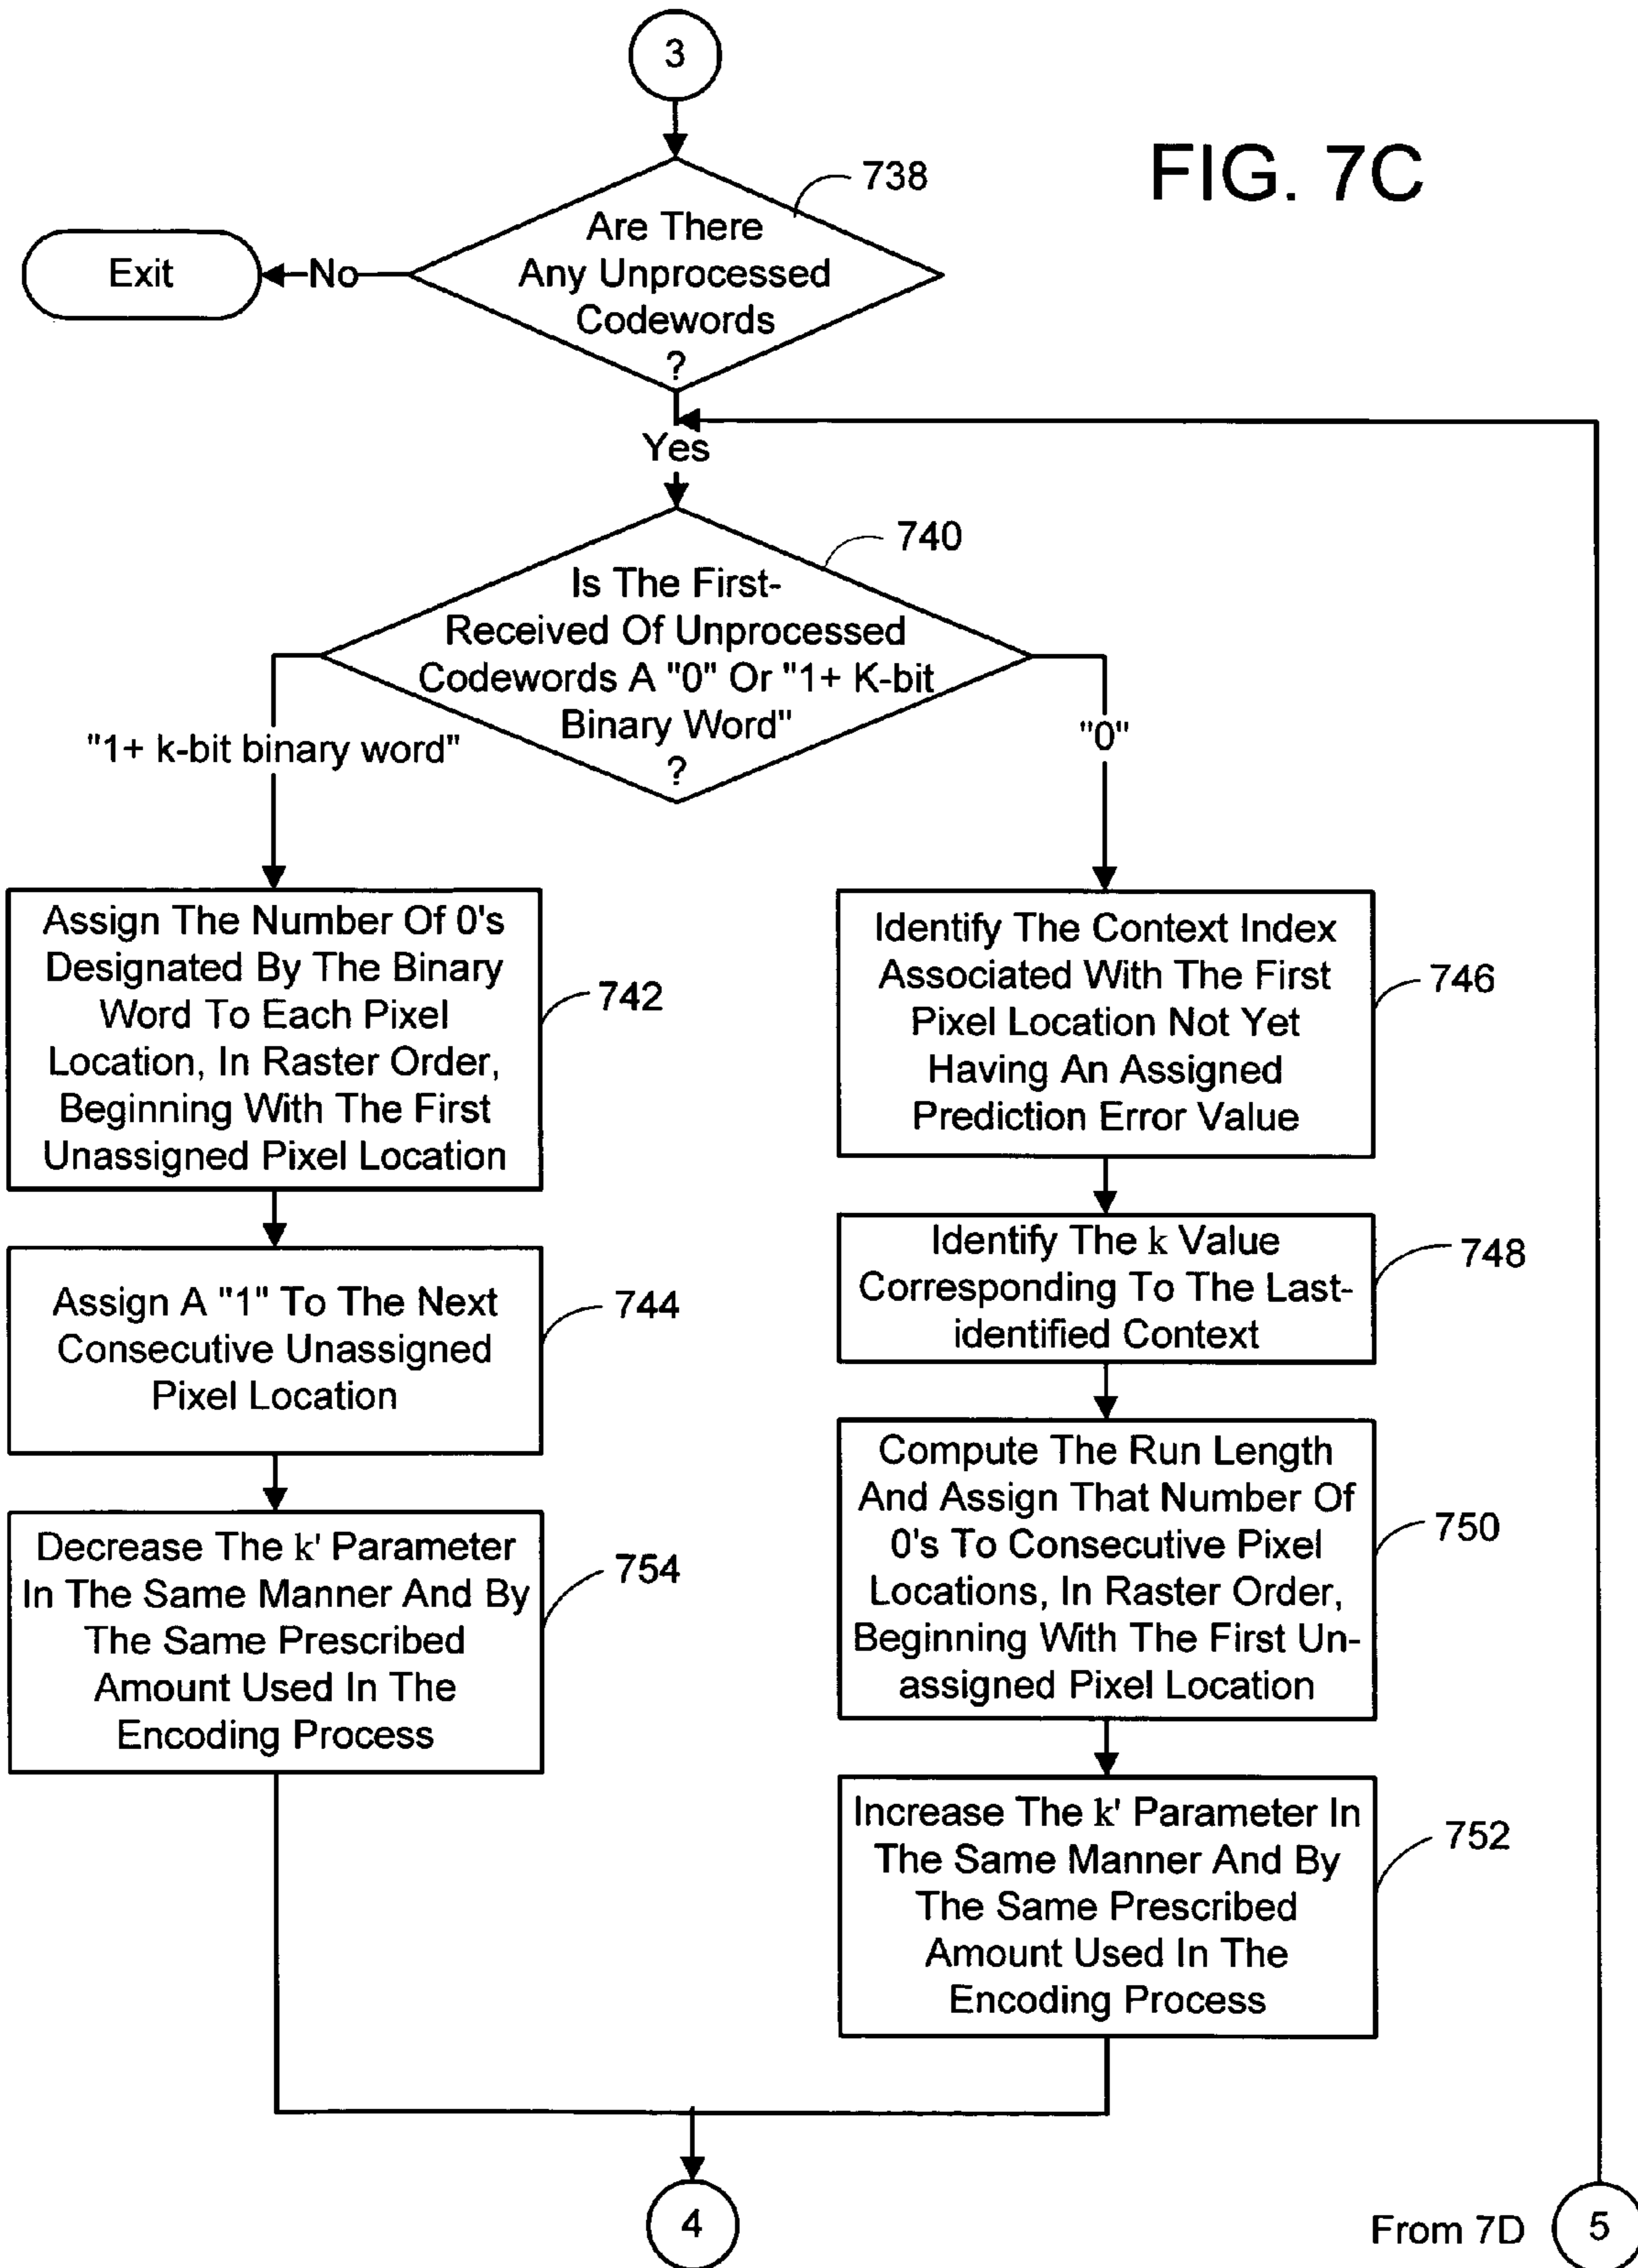 3
FIG. 7C
738
Are There
Any Unprocessed
Codewords
?
Exit
No
Yes
740
Is The First-
Received Of Unprocessed
Codewords A "0" Or "1+ K-bit
Binary Word"
?
"1+ k-bit binary word"
"0"
Assign The Number Of 0's
Designated By The Binary
Word To Each Pixel
Location, In Raster Order,
Beginning With The First
Unassigned Pixel Location
742
Identify The Context Index
Associated With The First
Pixel Location Not Yet
Having An Assigned
Prediction Error Value
746
Assign A "1" To The Next
Consecutive Unassigned
Pixel Location
744
Identify The k Value
Corresponding To The Last-
identified Context
748
Decrease The k' Parameter
In The Same Manner And By
The Same Prescribed
Amount Used In The
Encoding Process
754
Compute The Run Length
And Assign That Number Of
0's To Consecutive Pixel
Locations, In Raster Order,
Beginning With The First Un-
assigned Pixel Location
750
Increase The k' Parameter In
The Same Manner And By
The Same Prescribed
Amount Used In The
Encoding Process
752
4
From 7D
5